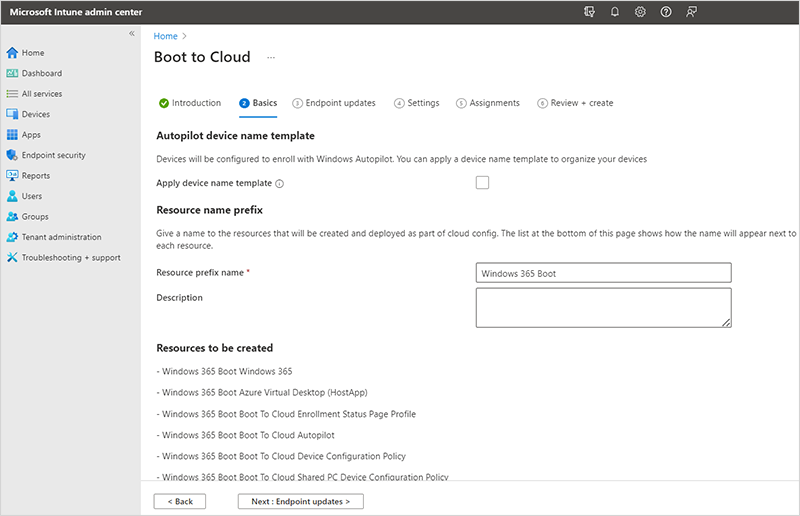 Microsoft Intune admin center
«
Home
Dashboard
All services
Devices
Apps
Endpoint security
Reports
Users
Groups
Tenant administration
Troubleshooting + support
Home >
Boot to Cloud ...
Introduction
2 Basics
3 Endpoint updates
4 Settings
5 Assignments
6 Review + create
Autopilot device name template
Devices will be configured to enroll with Windows Autopilot. You can apply a device name template to organize your devices
Apply device name template
Resource name prefix
Give a name to the resources that will be created and deployed as part of cloud config. The list at the bottom of this page shows how the name will appear next to
each resource.
Resource prefix name *
Windows 365 Boot
Description
Resources to be created
- Windows 365 Boot Windows 365
- Windows 365 Boot Azure Virtual Desktop (HostApp)
- Windows 365 Boot Boot To Cloud Enrollment Status Page Profile
- Windows 365 Boot Boot To Cloud Autopilot
- Windows 365 Boot Boot To Cloud Device Configuration Policy
- Windows 365 Boot Boot To Cloud Shared PC Device Configuration Policy
< Back
Next : Endpoint updates >